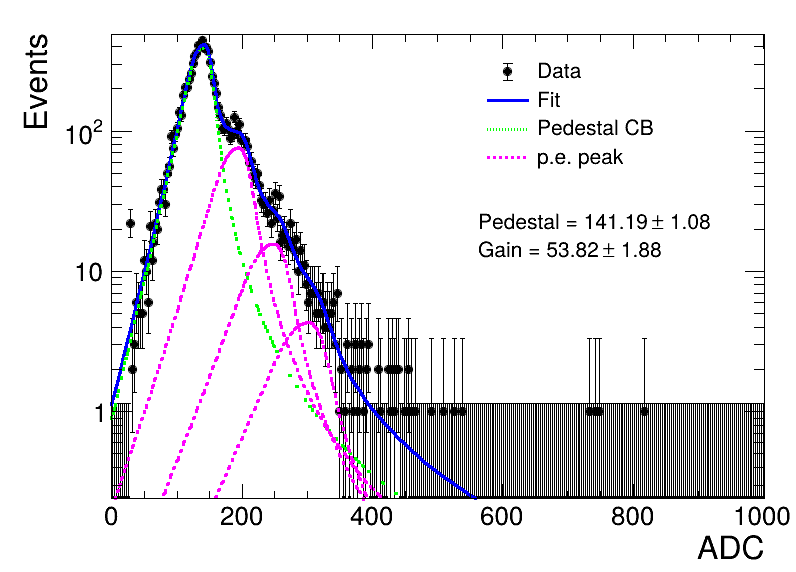 Events
10²
10
1
Data
Fit
Pedestal CB
p.e. peak
Pedestal = 141.19 ± 1.08
Gain = 53.82 ± 1.88
0 200 400 600 800 1000
ADC